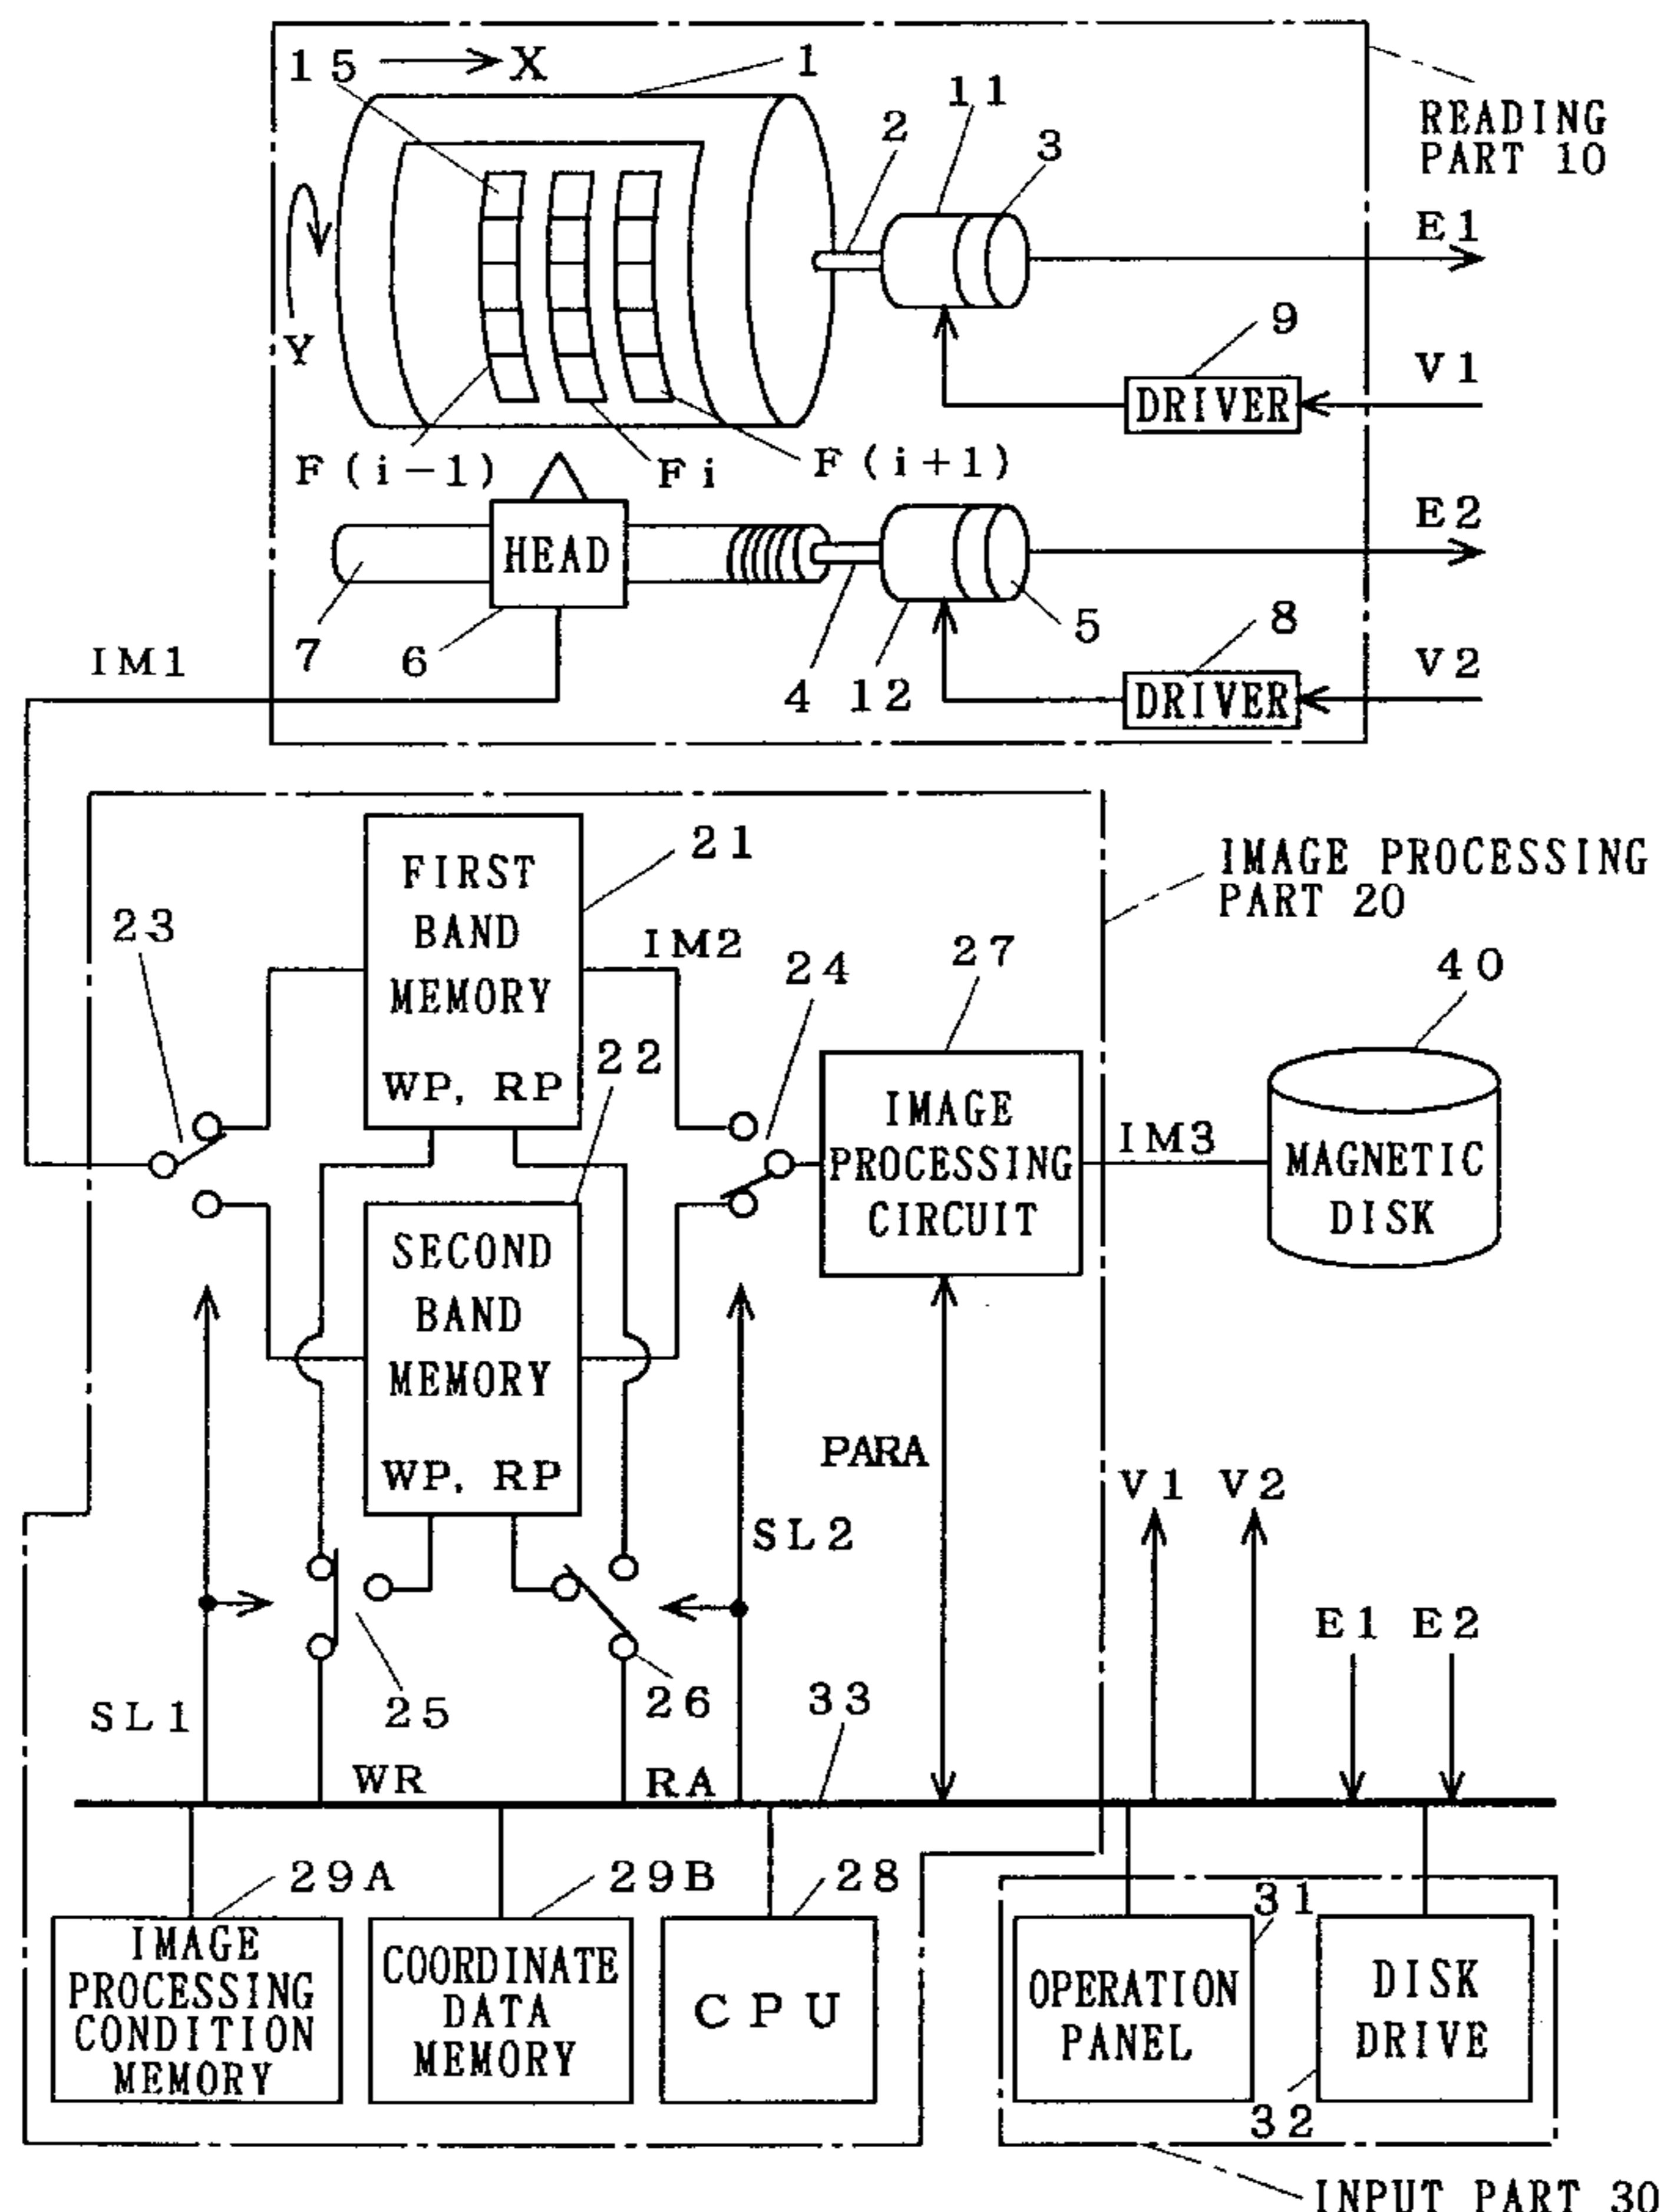 15 → X
1
11
2
3
READING
PART 10
E1
Y
9
V1
DRIVER
F(i-1)
Fi
F(i+1)
E2
HEAD
7
6
4
12
5
8
V2
DRIVER
IM1
21
IMAGE PROCESSING
PART 20
FIRST
BAND
MEMORY
WP, RP
23
IM2
24
27
40
22
IMAGE
PROCESSING
CIRCUIT
IM3
MAGNETIC
DISK
SECOND
BAND
MEMORY
WP, RP
PARA
V1
V2
SL2
E1
E2
SL1
25
26
33
WR
RA
29A
29B
28
31
IMAGE
PROCESSING
CONDITION
MEMORY
COORDINATE
DATA
MEMORY
CPU
OPERATION
PANEL
DISK
DRIVE
32
INPUT PART 30